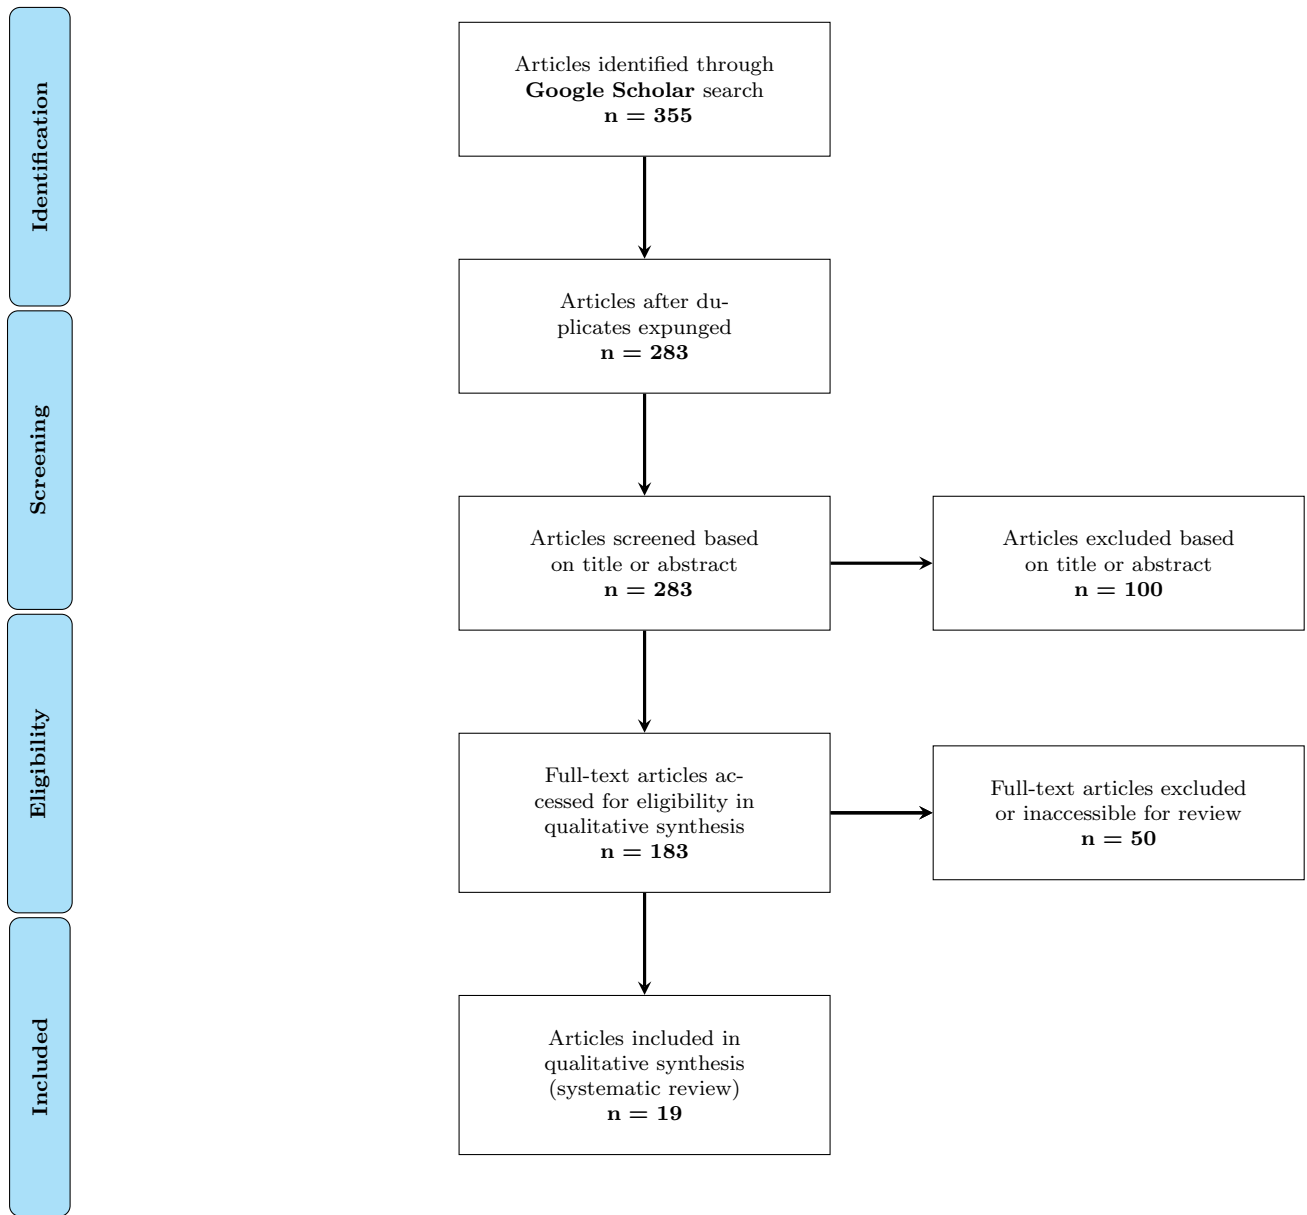 Identification
Articles identified through
Google Scholar search
n = 355
Articles after du-
plicates expunged
n = 283
Screening
Articles screened based
on title or abstract
n = 283
Articles excluded based
on title or abstract
n = 100
Eligibility
Full-text articles ac-
cessed for eligibility in
qualitative synthesis
n = 183
Full-text articles excluded
or inaccessible for review
n = 50
Included
Articles included in
qualitative synthesis
(systematic review)
n = 19